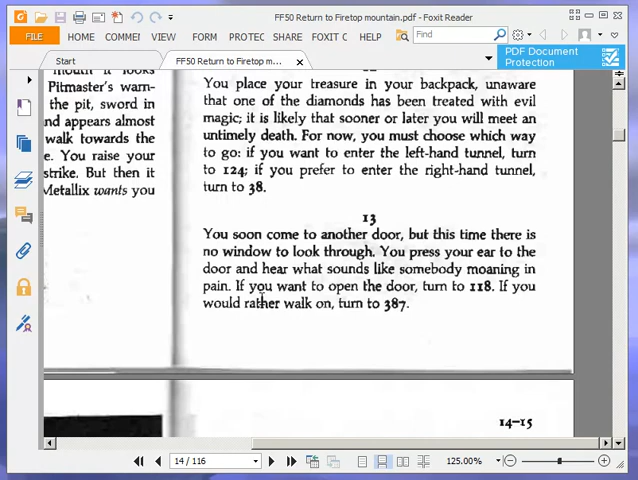 FF50 Return to Firetop mountain.pdf - Foxit Reader
FILE HOME COMMEI VIEW FORM PROTEC SHARE FOXIT C HELP Find
Start FF50 Return to Firetop m... PDF Document
Protection
mouth it looks
Pitmaster's warn-
the pit, sword in
nd appears almost
walk towards the
e. You raise your
strike. But then it
Metallix wants you
You place your treasure in your backpack, unaware
that one of the diamonds has been treated with evil
magic; it is likely that sooner or later you will meet an
untimely death. For now, you must choose which way
to go: if you want to enter the left-hand tunnel, turn
to 124; if you prefer to enter the right-hand tunnel,
turn to 38.
13
You soon come to another door, but this time there is
no window to look through. You press your ear to the
door and hear what sounds like somebody moaning in
pain. If you want to open the door, turn to 118. If you
would rather walk on, turn to 387.
14–15
14 / 116 125.00%